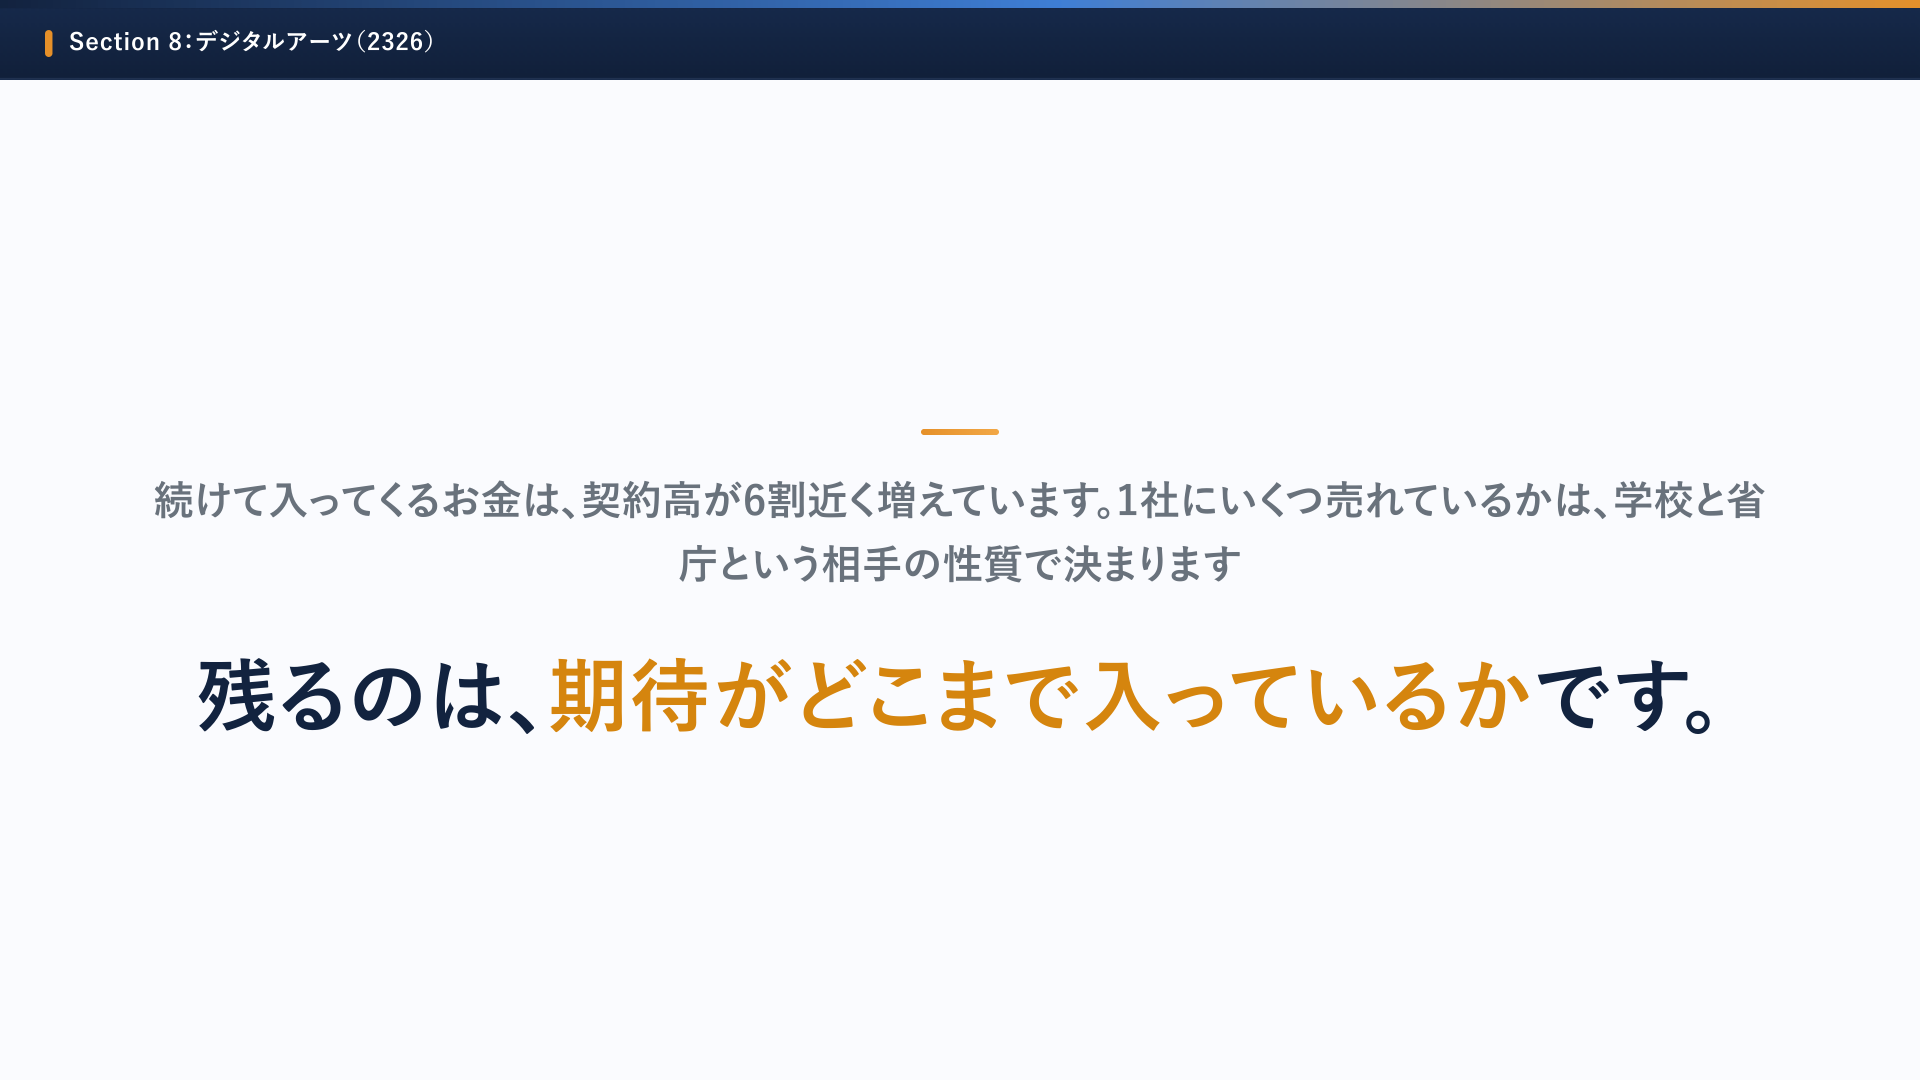 Section 8：デジタルアーツ（2326）
続けて入ってくるお金は、契約高が6割近く増えています。1社にいくつ売れているかは、学校と省
庁という相手の性質で決まります
残るのは、期待がどこまで入っているかです。